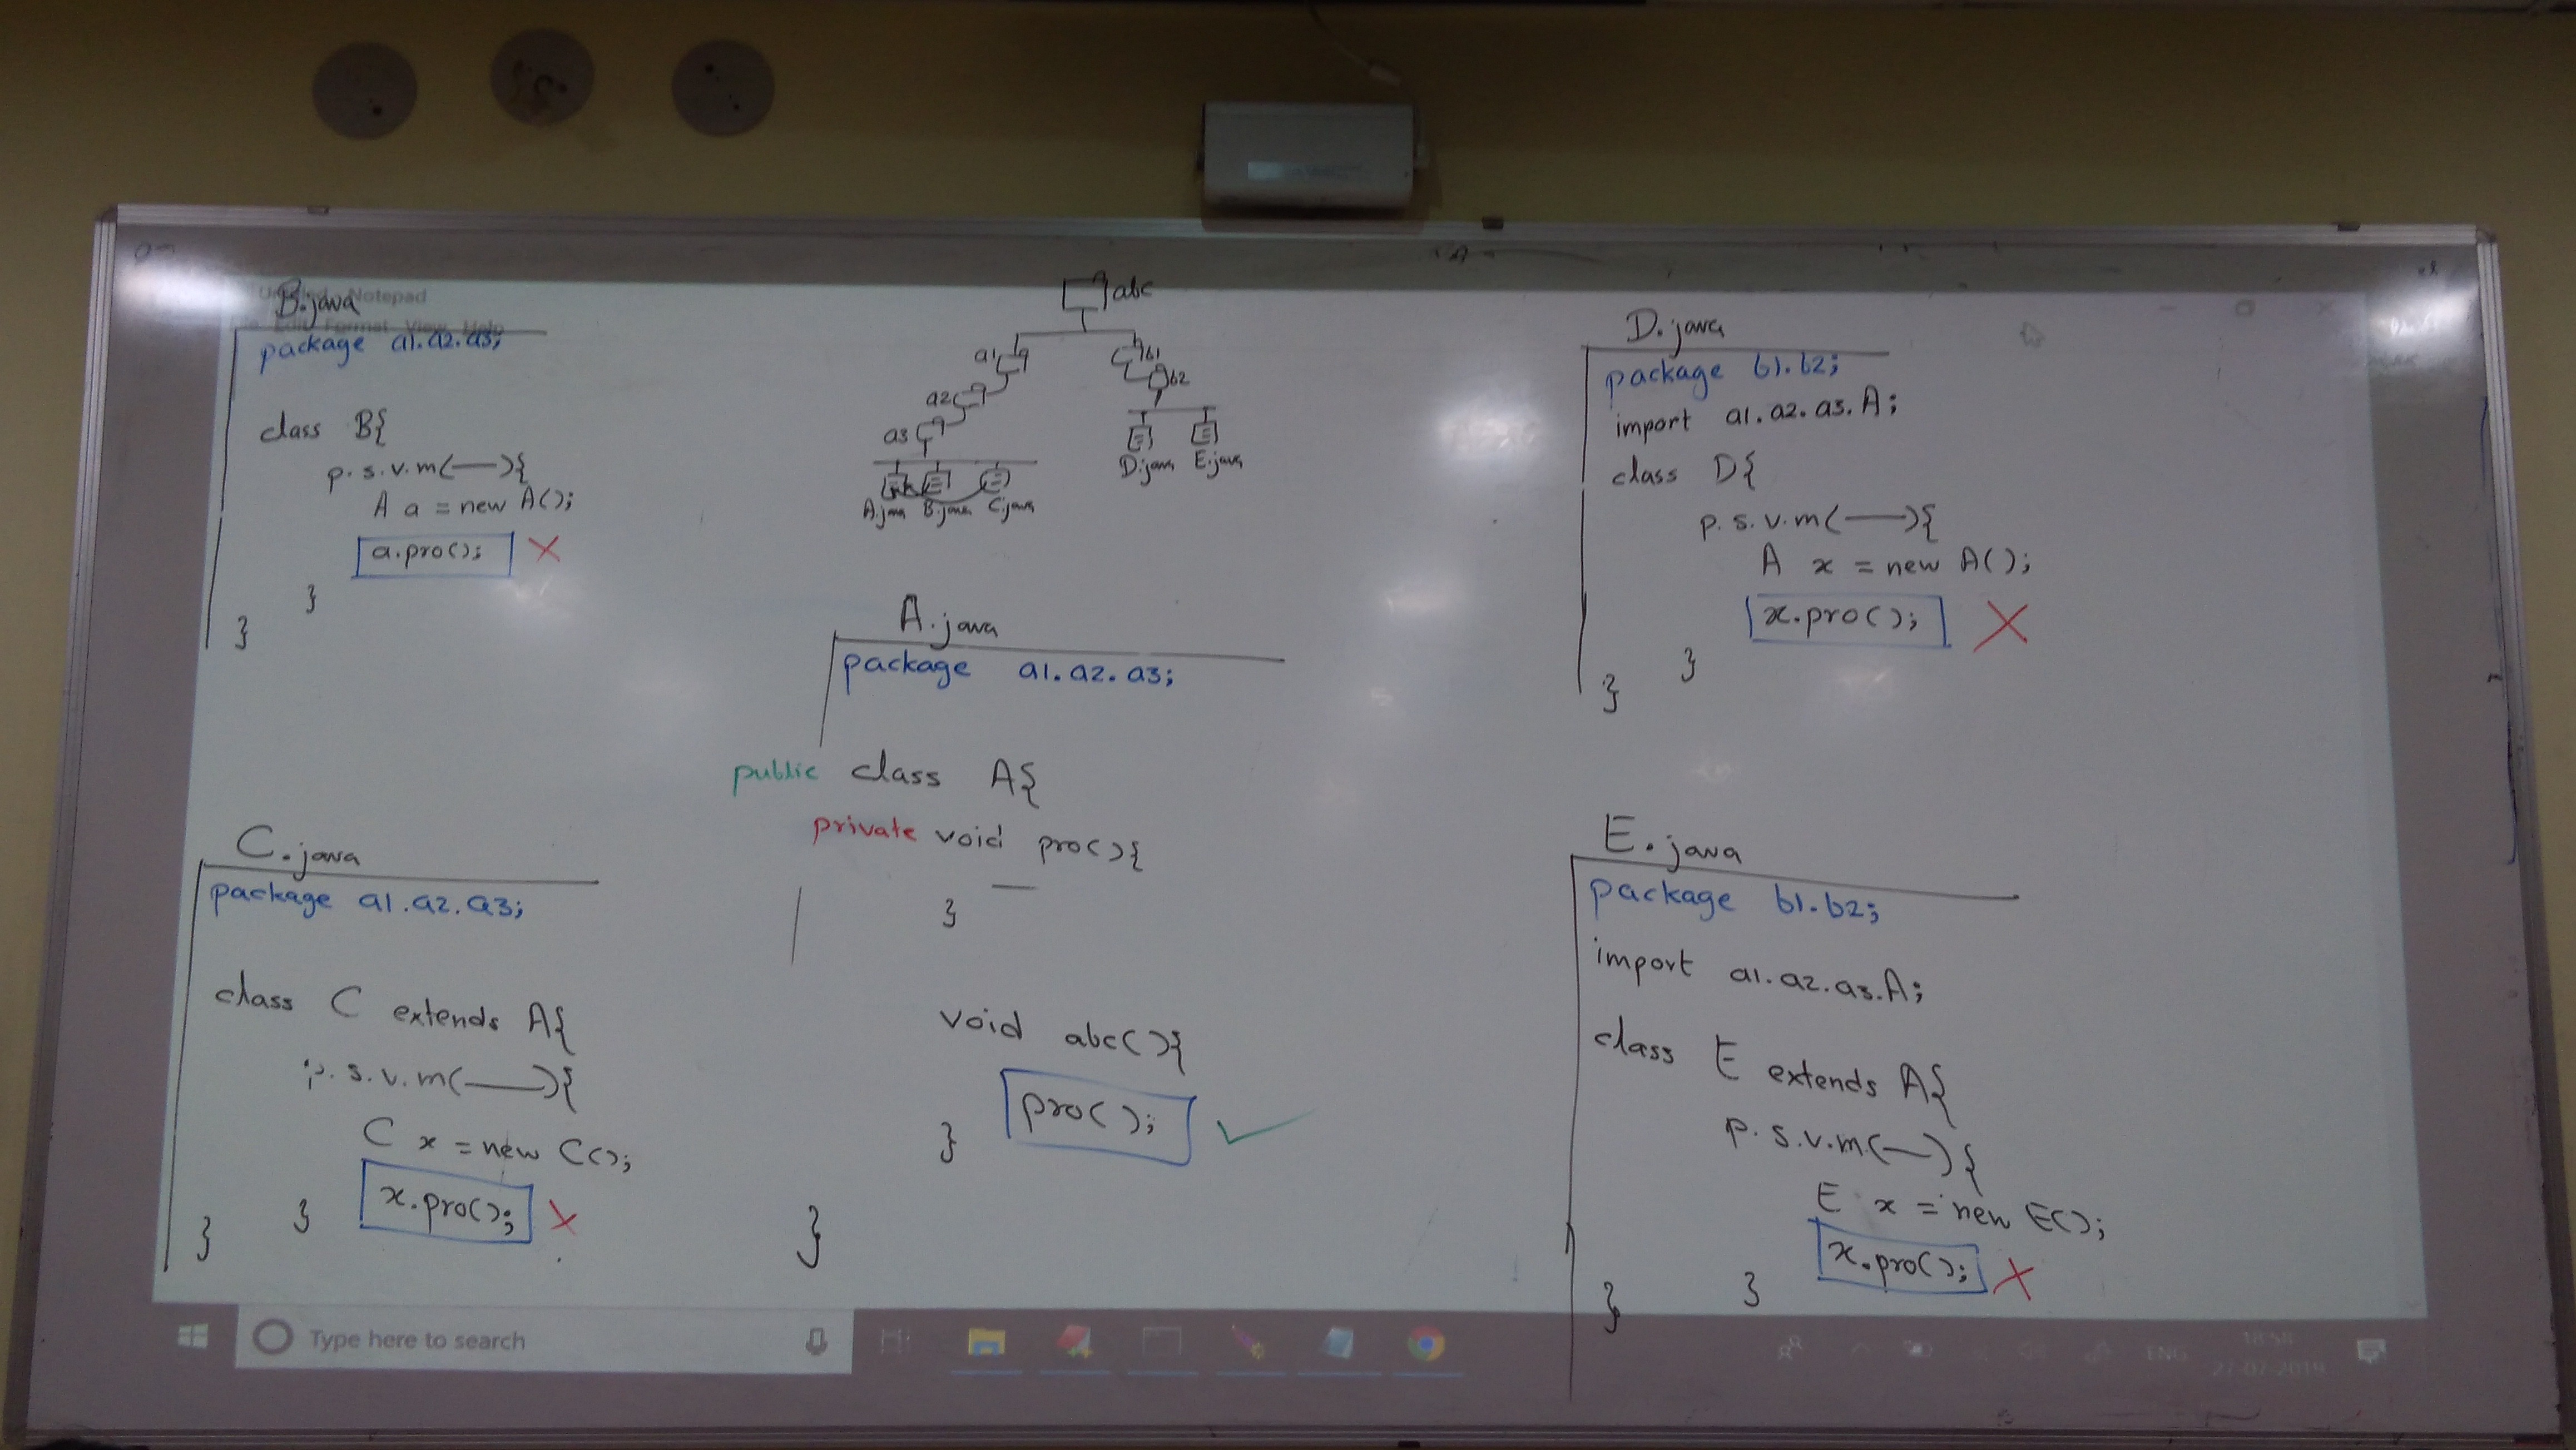 B.java
Notepad
Edit Format View Help
package a1.a2.a3;
class B{
p.s.v.m(—){
A a = new A();
a.pro();
}
}
abc
a1
b1
a2
b2
a3
A.java B.java C.java
D.java E.java
D.java
package b1.b2;
import a1.a2.a3.A;
class D{
p.s.v.m(—){
A x = new A();
x.pro();
}
}
A.java
package a1.a2.a3;
public class A{
private void pro(){
—
}
void abc(){
pro();
}
}
C.java
package a1.a2.a3;
class C extends A{
p.s.v.m(—){
C x = new C();
x.pro();
}
}
E.java
package b1.b2;
import a1.a2.a3.A;
class E extends A{
p.s.v.m(—){
E x = new E();
x.pro();
}
}
Type here to search
ENG
18:58
27-07-2019